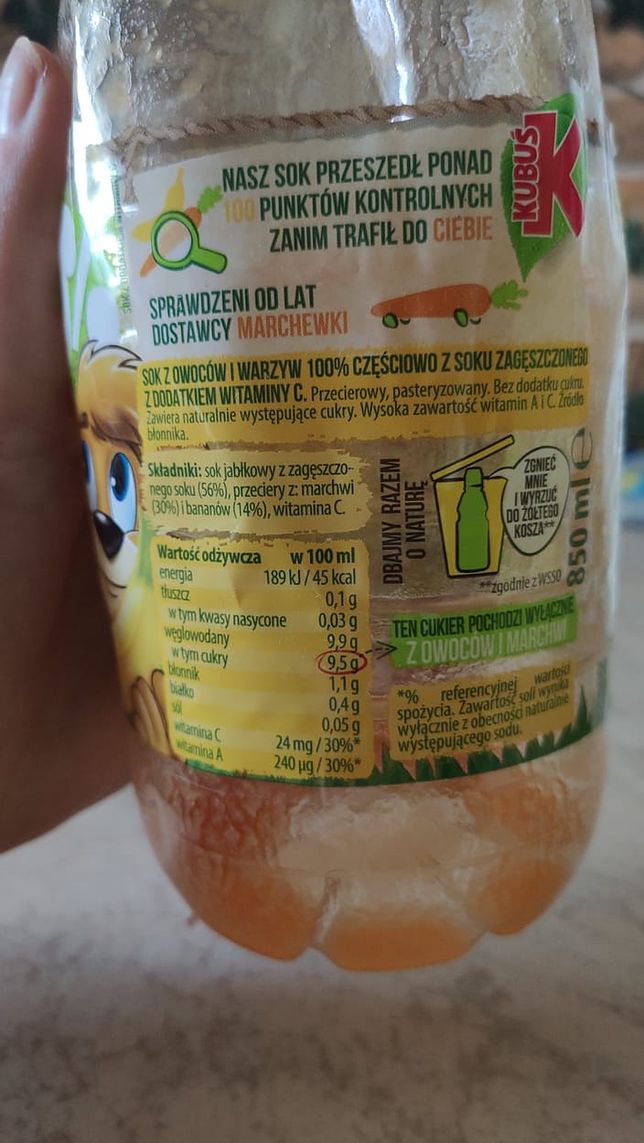 KUBUŚ
NASZ SOK PRZESZEDŁ PONAD
100 PUNKTÓW KONTROLNYCH
ZANIM TRAFIŁ DO CIEBIE
SPRAWDZENI OD LAT
DOSTAWCY MARCHEWKI
SOK Z OWOCÓW I WARZYW 100% CZĘŚCIOWO Z SOKU ZAGĘSZCZONEGO
Z DODATKIEM WITAMINY C. Przecierowy, pasteryzowany. Bez dodatku cukru.
Zawiera naturalnie występujące cukry. Wysoka zawartość witamin A i C. Źródło
błonnika.
Składniki: sok jabłkowy z zagęszczo-
nego soku (56%), przeciery z: marchwi
(30%) i bananów (14%), witamina C.
DBAJMY RAZEM
O NATURĘ
ZGNIEĆ
MNIE
I WYRZUĆ
DO ŻÓŁTEGO
KOSZA**
**zgodnie z WSSO
850 ml e
Wartość odżywcza w 100 ml
energia 189 kJ / 45 kcal
tłuszcz 0,1 g
w tym kwasy nasycone 0,03 g
węglowodany 9,9 g
w tym cukry 9,5 g
błonnik 1,1 g
białko 0,4 g
sól 0,05 g
witamina C 24 mg / 30%*
witamina A 240 µg / 30%*
TEN CUKIER POCHODZI WYŁĄCZNIE
Z OWOCÓW I MARCHWI
*% referencyjnej wartości
spożycia. Zawartość soli wynika
wyłącznie z obecności naturalnie
występującego sodu.